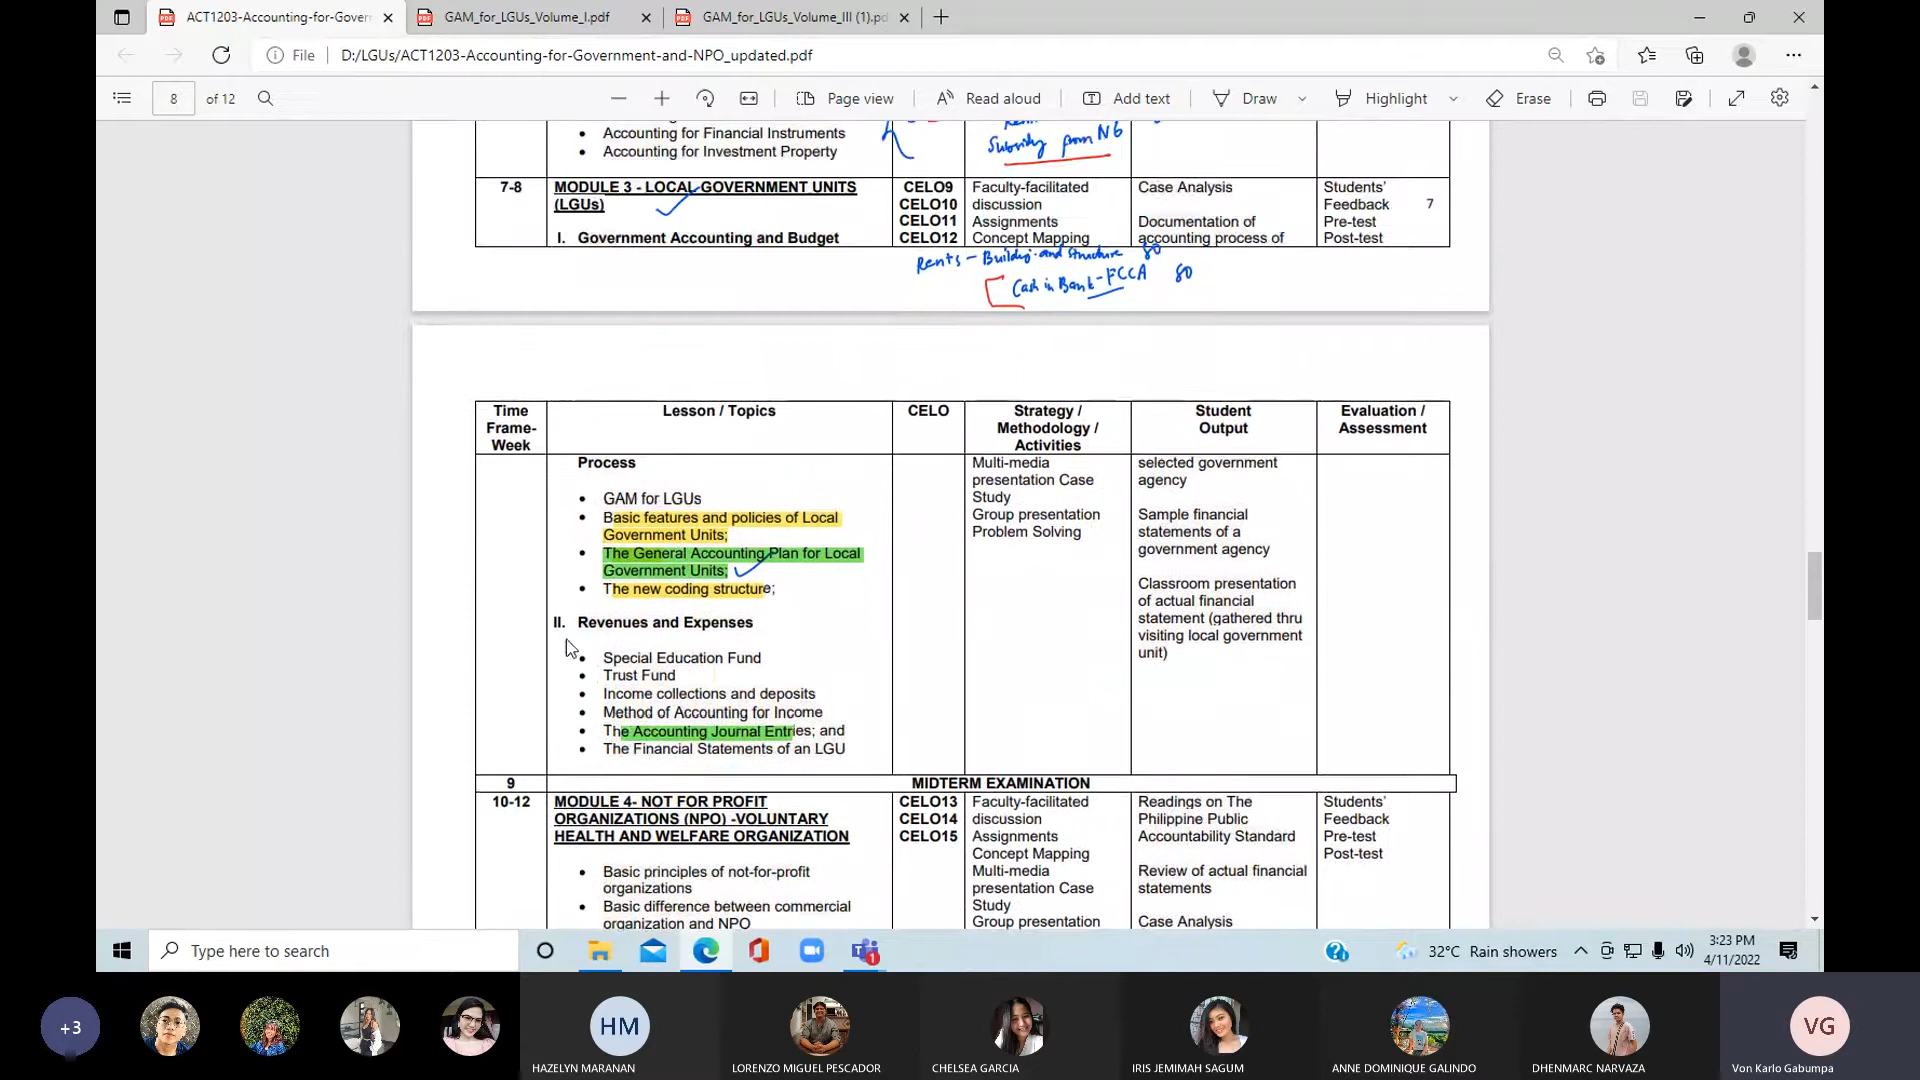 ACT1203-Accounting-for-Gover
GAM_for_LGUs_Volume_I.pdf
GAM_for_LGUs_Volume_III (1).pd
File
D:/LGUs/ACT1203-Accounting-for-Government-and-NPO_updated.pdf
8
of 12
Page view
Read aloud
Add text
Draw
Highlight
Erase
Accounting for Financial Instruments
Accounting for Investment Property
Subsidy from NG
7-8
MODULE 3 - LOCAL GOVERNMENT UNITS
(LGUs)
I. Government Accounting and Budget
CELO9
CELO10
CELO11
CELO12
Faculty-facilitated
discussion
Assignments
Concept Mapping
Case Analysis
Documentation of
accounting process of
Students'
Feedback
Pre-test
Post-test
7
Rents - Building and Structure 80
Cash in Bank - FCCA 80
Time
Frame-
Week
Lesson / Topics
CELO
Strategy /
Methodology /
Activities
Student
Output
Evaluation /
Assessment
Process
• GAM for LGUs
• Basic features and policies of Local
Government Units;
• The General Accounting Plan for Local
Government Units;
• The new coding structure;
II. Revenues and Expenses
• Special Education Fund
• Trust Fund
• Income collections and deposits
• Method of Accounting for Income
• The Accounting Journal Entries; and
• The Financial Statements of an LGU
Multi-media
presentation Case
Study
Group presentation
Problem Solving
selected government
agency
Sample financial
statements of a
government agency
Classroom presentation
of actual financial
statement (gathered thru
visiting local government
unit)
9
MIDTERM EXAMINATION
10-12
MODULE 4- NOT FOR PROFIT
ORGANIZATIONS (NPO) -VOLUNTARY
HEALTH AND WELFARE ORGANIZATION
• Basic principles of not-for-profit
organizations
• Basic difference between commercial
organization and NPO
CELO13
CELO14
CELO15
Faculty-facilitated
discussion
Assignments
Concept Mapping
Multi-media
presentation Case
Study
Group presentation
Readings on The
Philippine Public
Accountability Standard
Review of actual financial
statements
Case Analysis
Students'
Feedback
Pre-test
Post-test
Type here to search
1
32°C Rain showers
3:23 PM
4/11/2022
+3
HM
VG
HAZELYN MARANAN
LORENZO MIGUEL PESCADOR
CHELSEA GARCIA
IRIS JEMIMAH SAGUM
ANNE DOMINIQUE GALINDO
DHENMARC NARVAZA
Von Karlo Gabumpa